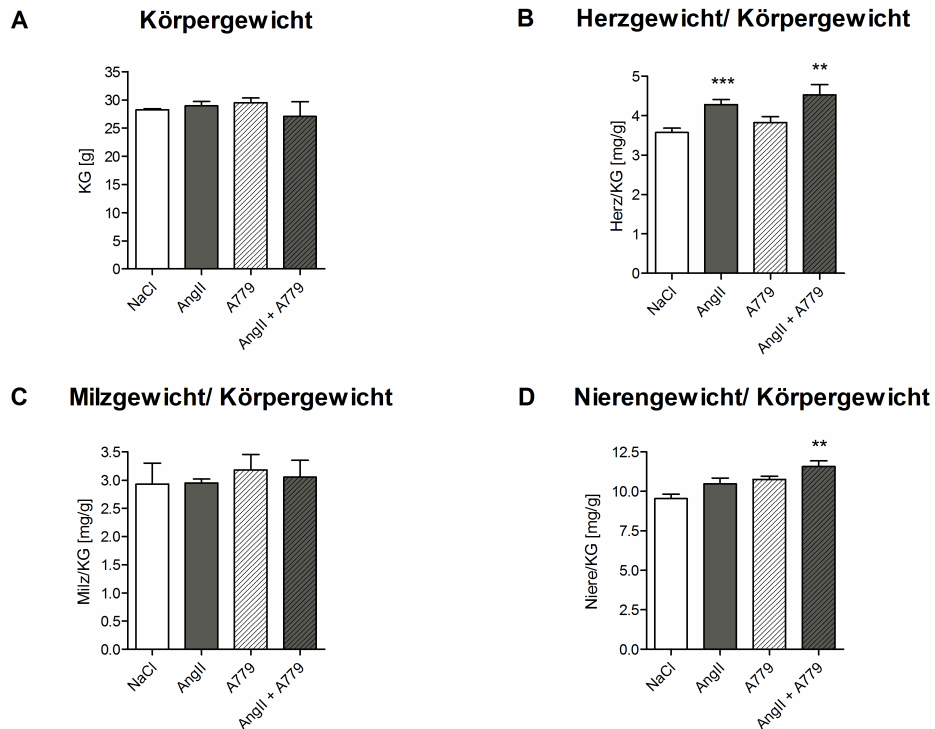 A
Körpergewicht
KG [g]
35
30
25
20
15
10
5
0
NaCl
AngII
A779
AngII + A779
B
Herzgewicht/ Körpergewicht
Herz/KG [mg/g]
5
4
3
2
1
0
***
**
NaCl
AngII
A779
AngII + A779
C
Milzgewicht/ Körpergewicht
Milz/KG [mg/g]
3.5
3.0
2.5
2.0
1.5
1.0
0.5
0.0
NaCl
AngII
A779
AngII + A779
D
Nierengewicht/ Körpergewicht
Niere/KG [mg/g]
12.5
10.0
7.5
5.0
2.5
0.0
**
NaCl
AngII
A779
AngII + A779